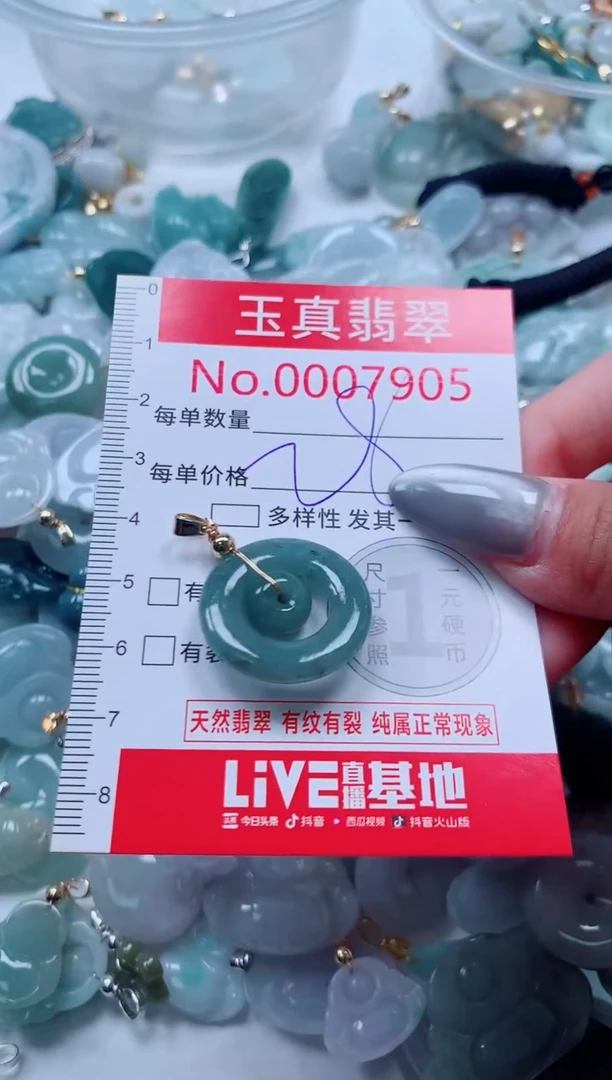 0
玉真翡翠
1
No.0007905
2
每单数量
3
每单价格 28
4
多样性 发其一
5
有
尺寸参照
1
一元硬币
6
有裂
7
天然翡翠 有纹有裂 纯属正常现象
LiVE直播基地
8
头条 今日头条 抖音 西瓜视频 抖音火山版